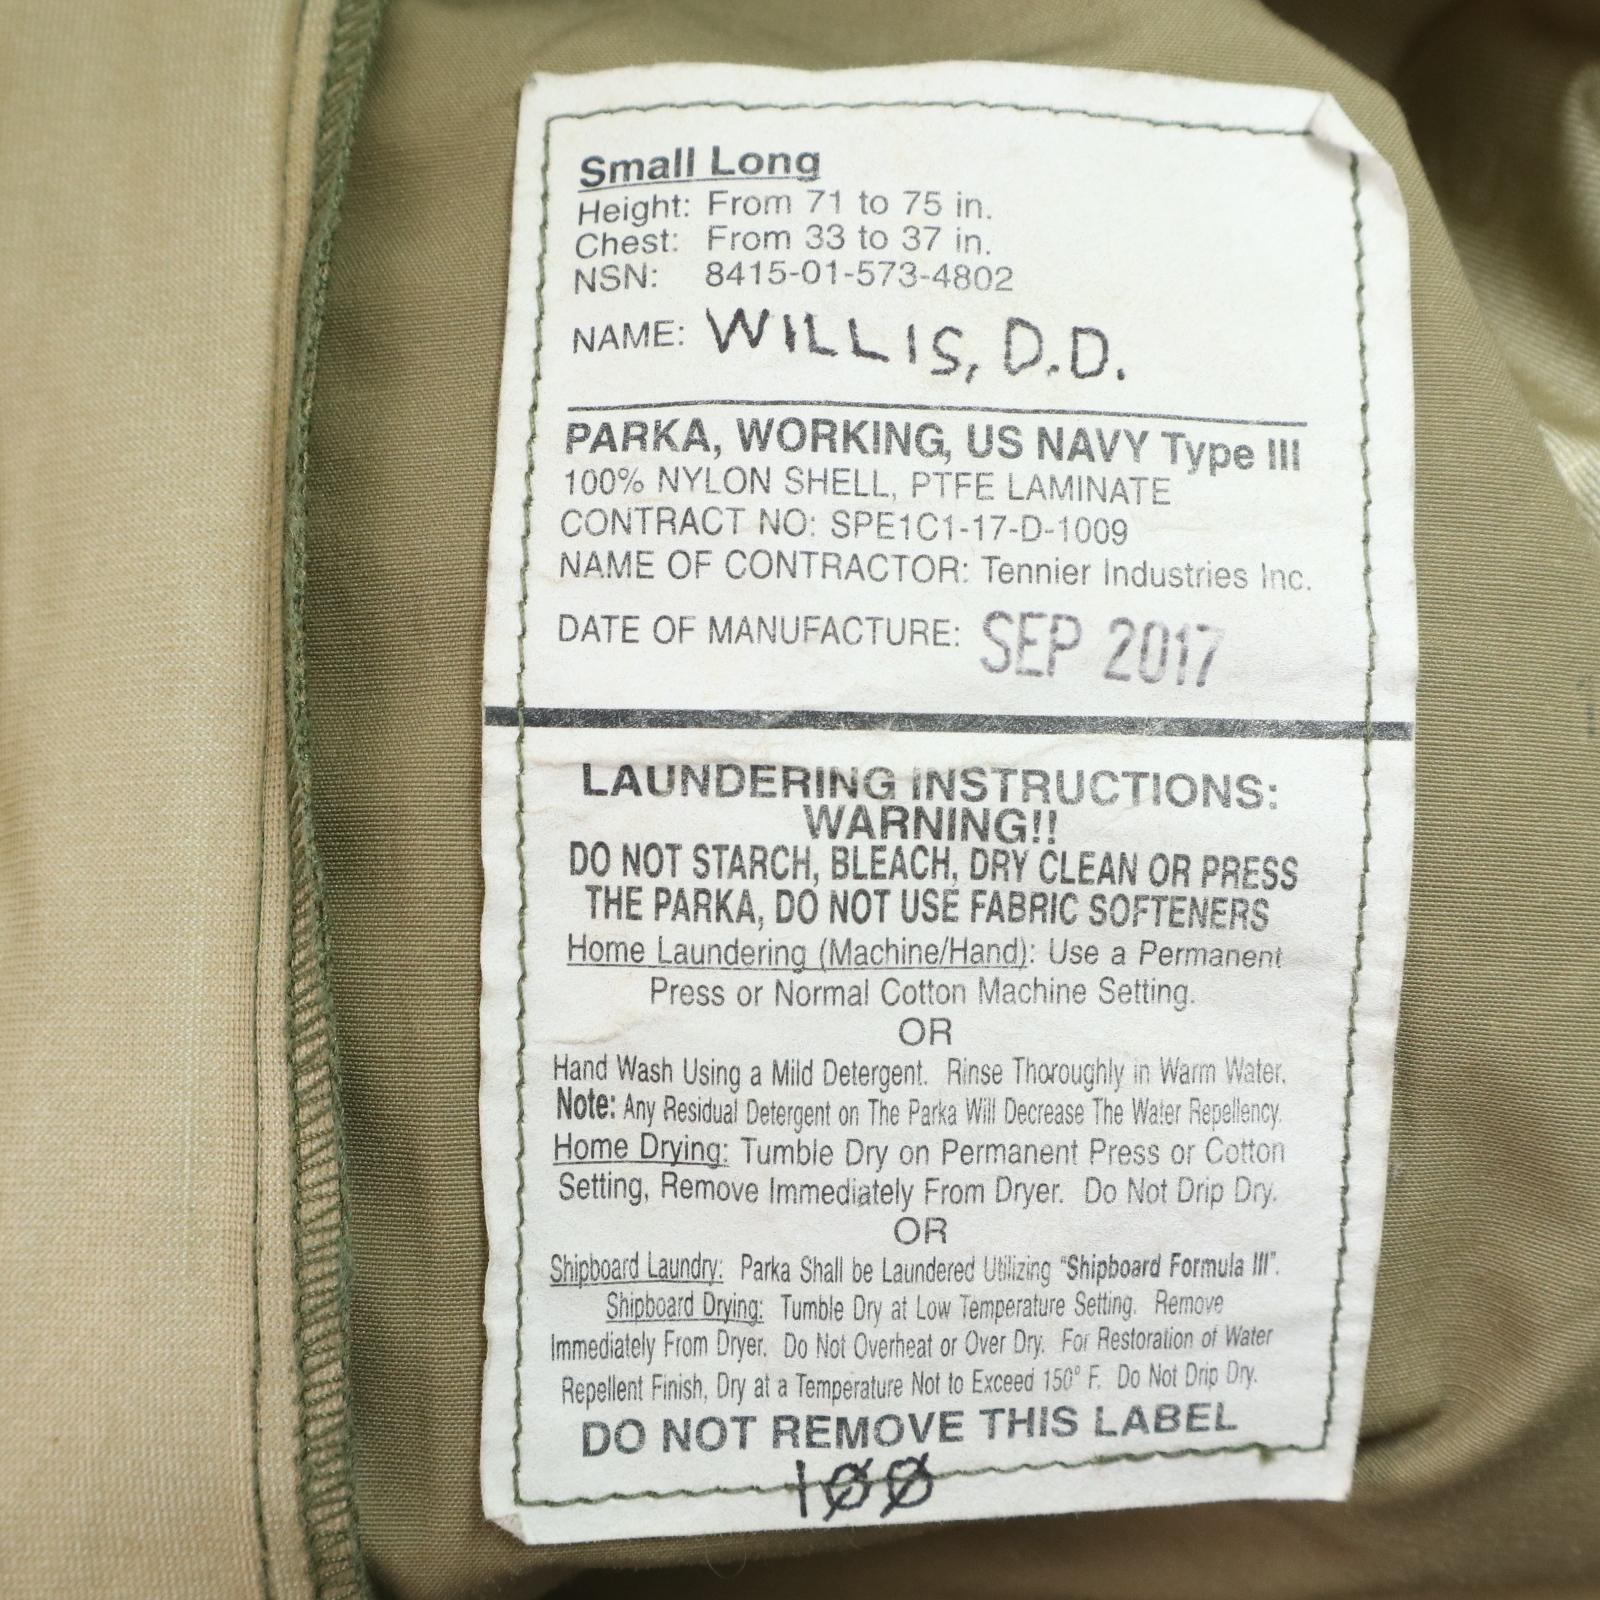 Small Long
Height: From 71 to 75 in.
Chest: From 33 to 37 in.
NSN: 8415-01-573-4802
NAME: WILLIS, D.D.
PARKA, WORKING, US NAVY Type III
100% NYLON SHELL, PTFE LAMINATE
CONTRACT NO: SPE1C1-17-D-1009
NAME OF CONTRACTOR: Tennier Industries Inc.
DATE OF MANUFACTURE: SEP 2017
LAUNDERING INSTRUCTIONS:
WARNING!!
DO NOT STARCH, BLEACH, DRY CLEAN OR PRESS
THE PARKA, DO NOT USE FABRIC SOFTENERS
Home Laundering (Machine/Hand): Use a Permanent
Press or Normal Cotton Machine Setting.
OR
Hand Wash Using a Mild Detergent. Rinse Thoroughly in Warm Water.
Note: Any Residual Detergent on The Parka Will Decrease The Water Repellency.
Home Drying: Tumble Dry on Permanent Press or Cotton
Setting, Remove Immediately From Dryer. Do Not Drip Dry.
OR
Shipboard Laundry: Parka Shall be Laundered Utilizing "Shipboard Formula III".
Shipboard Drying: Tumble Dry at Low Temperature Setting. Remove
Immediately From Dryer. Do Not Overheat or Over Dry. For Restoration of Water
Repellent Finish, Dry at a Temperature Not to Exceed 150° F. Do Not Drip Dry.
DO NOT REMOVE THIS LABEL
1ØØ